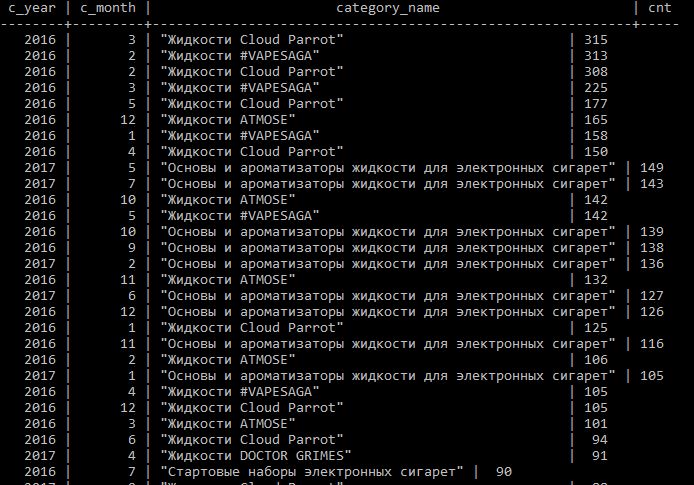 c_year | c_month | category_name | cnt
--------+---------+------------------------------------------------------------+-----
2016 | 3 | "Жидкости Cloud Parrot" | 315
2016 | 2 | "Жидкости #VAPESAGA" | 313
2016 | 2 | "Жидкости Cloud Parrot" | 308
2016 | 3 | "Жидкости #VAPESAGA" | 225
2016 | 5 | "Жидкости Cloud Parrot" | 177
2016 | 12 | "Жидкости ATMOSE" | 165
2016 | 1 | "Жидкости #VAPESAGA" | 158
2016 | 4 | "Жидкости Cloud Parrot" | 150
2017 | 5 | "Основы и ароматизаторы жидкости для электронных сигарет" | 149
2017 | 7 | "Основы и ароматизаторы жидкости для электронных сигарет" | 143
2016 | 10 | "Жидкости ATMOSE" | 142
2016 | 5 | "Жидкости #VAPESAGA" | 142
2016 | 10 | "Основы и ароматизаторы жидкости для электронных сигарет" | 139
2016 | 9 | "Основы и ароматизаторы жидкости для электронных сигарет" | 138
2017 | 2 | "Основы и ароматизаторы жидкости для электронных сигарет" | 136
2016 | 11 | "Жидкости ATMOSE" | 132
2017 | 6 | "Основы и ароматизаторы жидкости для электронных сигарет" | 127
2016 | 12 | "Основы и ароматизаторы жидкости для электронных сигарет" | 126
2016 | 1 | "Жидкости Cloud Parrot" | 125
2016 | 11 | "Основы и ароматизаторы жидкости для электронных сигарет" | 116
2016 | 2 | "Жидкости ATMOSE" | 106
2017 | 1 | "Основы и ароматизаторы жидкости для электронных сигарет" | 105
2016 | 4 | "Жидкости #VAPESAGA" | 105
2016 | 12 | "Жидкости Cloud Parrot" | 105
2016 | 3 | "Жидкости ATMOSE" | 101
2016 | 6 | "Жидкости Cloud Parrot" | 94
2017 | 4 | "Жидкости DOCTOR GRIMES" | 91
2016 | 7 | "Стартовые наборы электронных сигарет" | 90